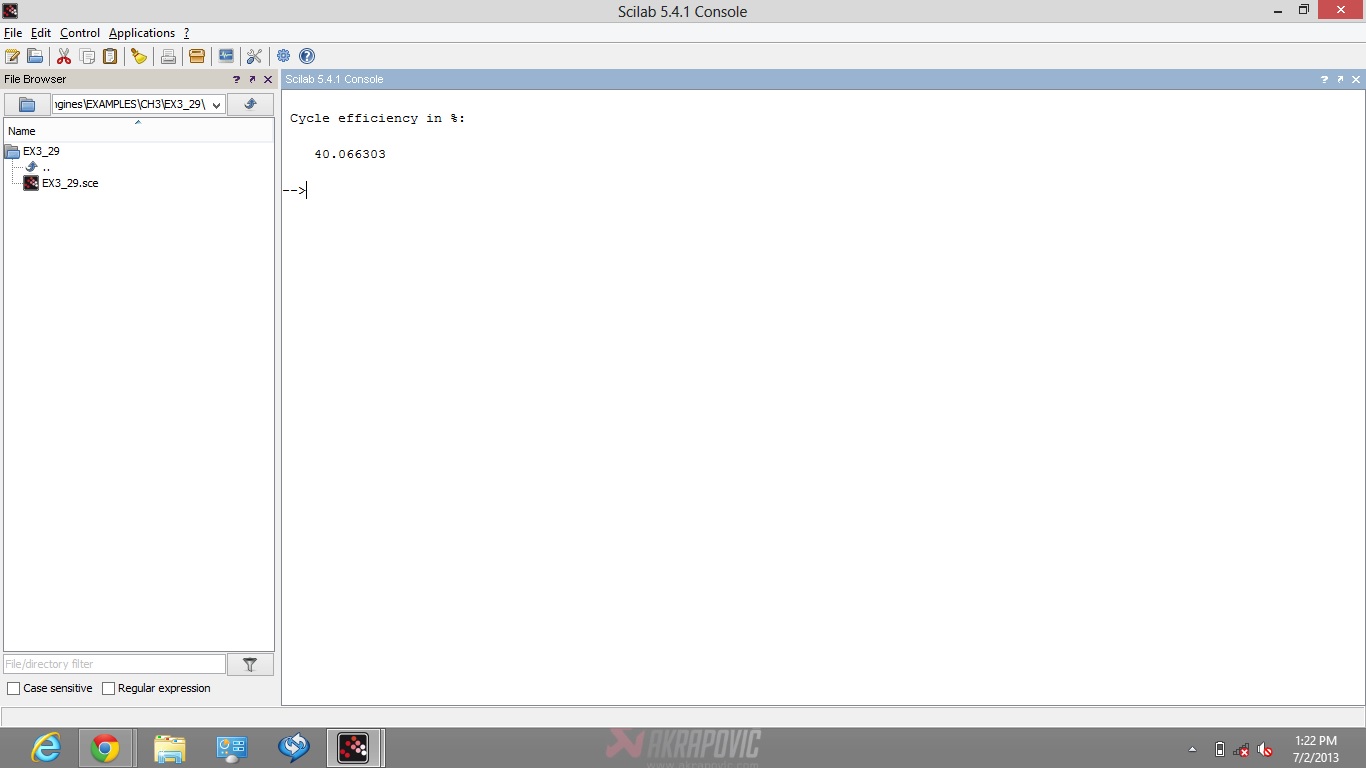 Scilab 5.4.1 Console
File Edit Control Applications ?
File Browser
Scilab 5.4.1 Console
gines\EXAMPLES\CH3\EX3_29\
Name
EX3_29
..
EX3_29.sce
Cycle efficiency in %:
40.066303
-->
File/directory filter
Case sensitive
Regular expression
AKRAPOVIC
www.akrapovic.com
1:22 PM
7/2/2013